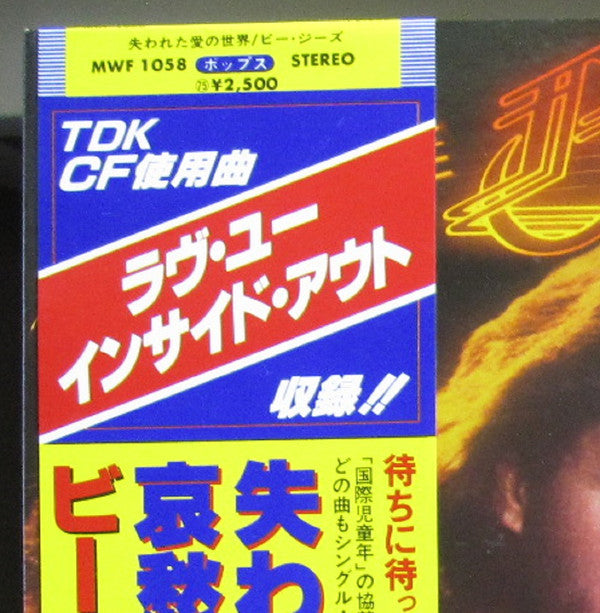 失われた愛の世界/ビー・ジーズ
MWF 1058 ポップス STEREO
㉕¥2,500
TDK
CF使用曲
ラヴ・ユー
インサイド・アウト
収録!!
待ちに待っ
「国際児童年」の協
どの曲もシングル
失わ
哀愁
ビー